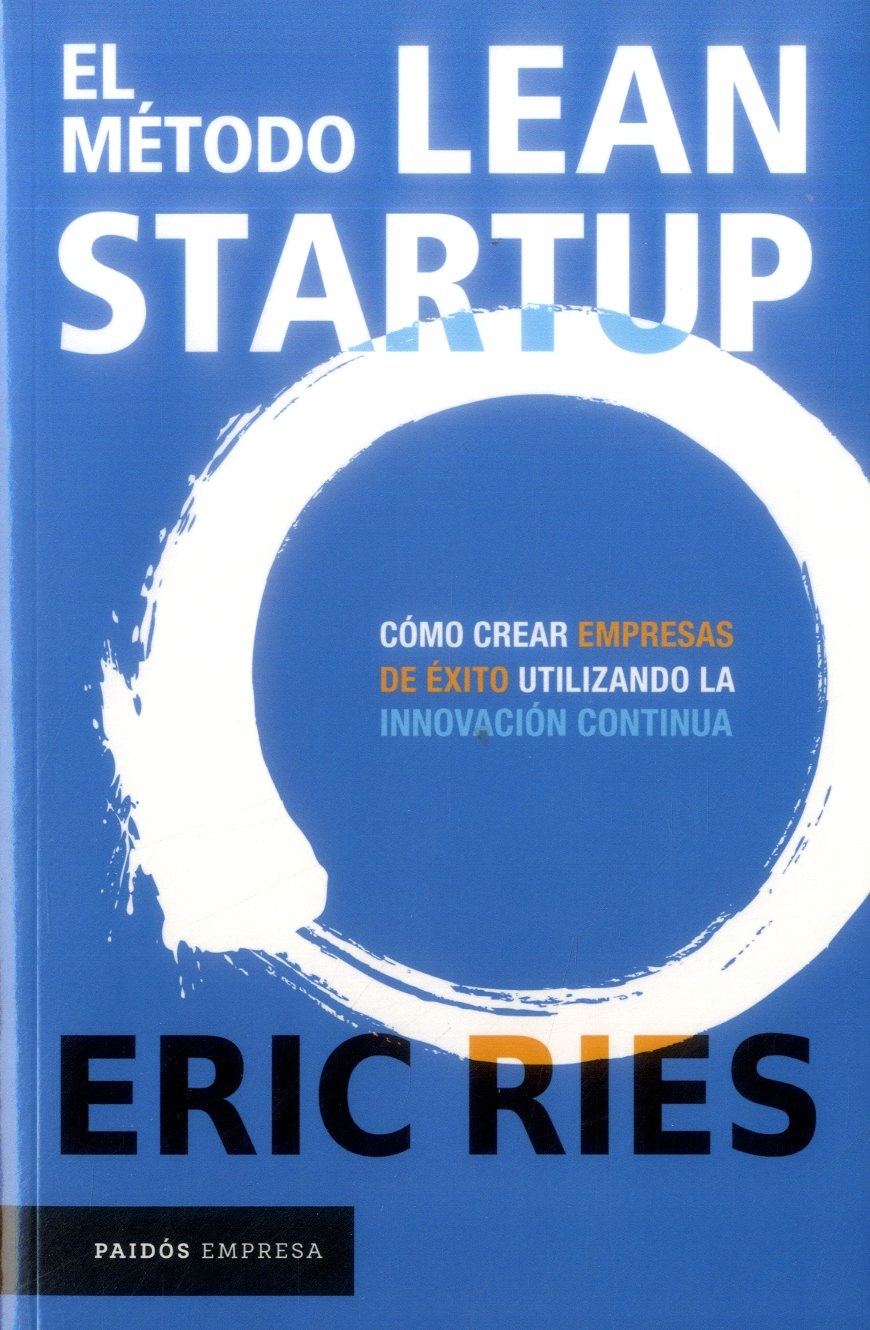 EL
MÉTODO LEAN
STARTUP
CÓMO CREAR EMPRESAS
DE ÉXITO UTILIZANDO LA
INNOVACIÓN CONTINUA
ERIC RIES
PAIDÓS EMPRESA